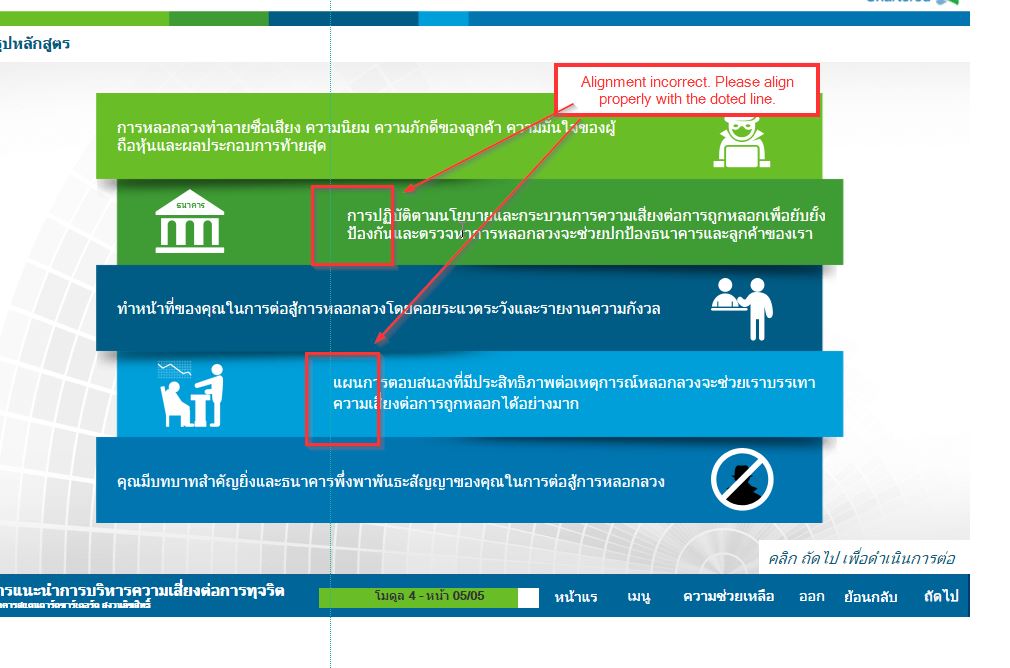 ปหลักสูตร
Alignment incorrect. Please align
properly with the doted line.
การหลอกลวงทำลายชื่อเสียง ความนิยม ความภักดีของลูกค้า ความมั่นใจของผู้
ถือหุ้นและผลประกอบการท้ายสุด
ธนาคาร
การปฏิบัติตามนโยบายและกระบวนการความเสี่ยงต่อการถูกหลอกเพื่อยับยั้ง
ป้องกันและตรวจหาการหลอกลวงจะช่วยปกป้องธนาคารและลูกค้าของเรา
ทำหน้าที่ของคุณในการต่อสู้การหลอกลวงโดยคอยระแวดระวังและรายงานความกังวล
แผนการตอบสนองที่มีประสิทธิภาพต่อเหตุการณ์หลอกลวงจะช่วยเราบรรเทา
ความเสี่ยงต่อการถูกหลอกได้อย่างมาก
คุณมีบทบาทสำคัญยิ่งและธนาคารพึ่งพาพันธะสัญญาของคุณในการต่อสู้การหลอกลวง
คลิก ถัดไป เพื่อดำเนินการต่อ
ารแนะนำการบริหารความเสี่ยงต่อการทุจริต
โมดูล 4 - หน้า 05/05
หน้าแร เมนู ความช่วยเหลือ ออก ย้อนกลับ ถัดไป